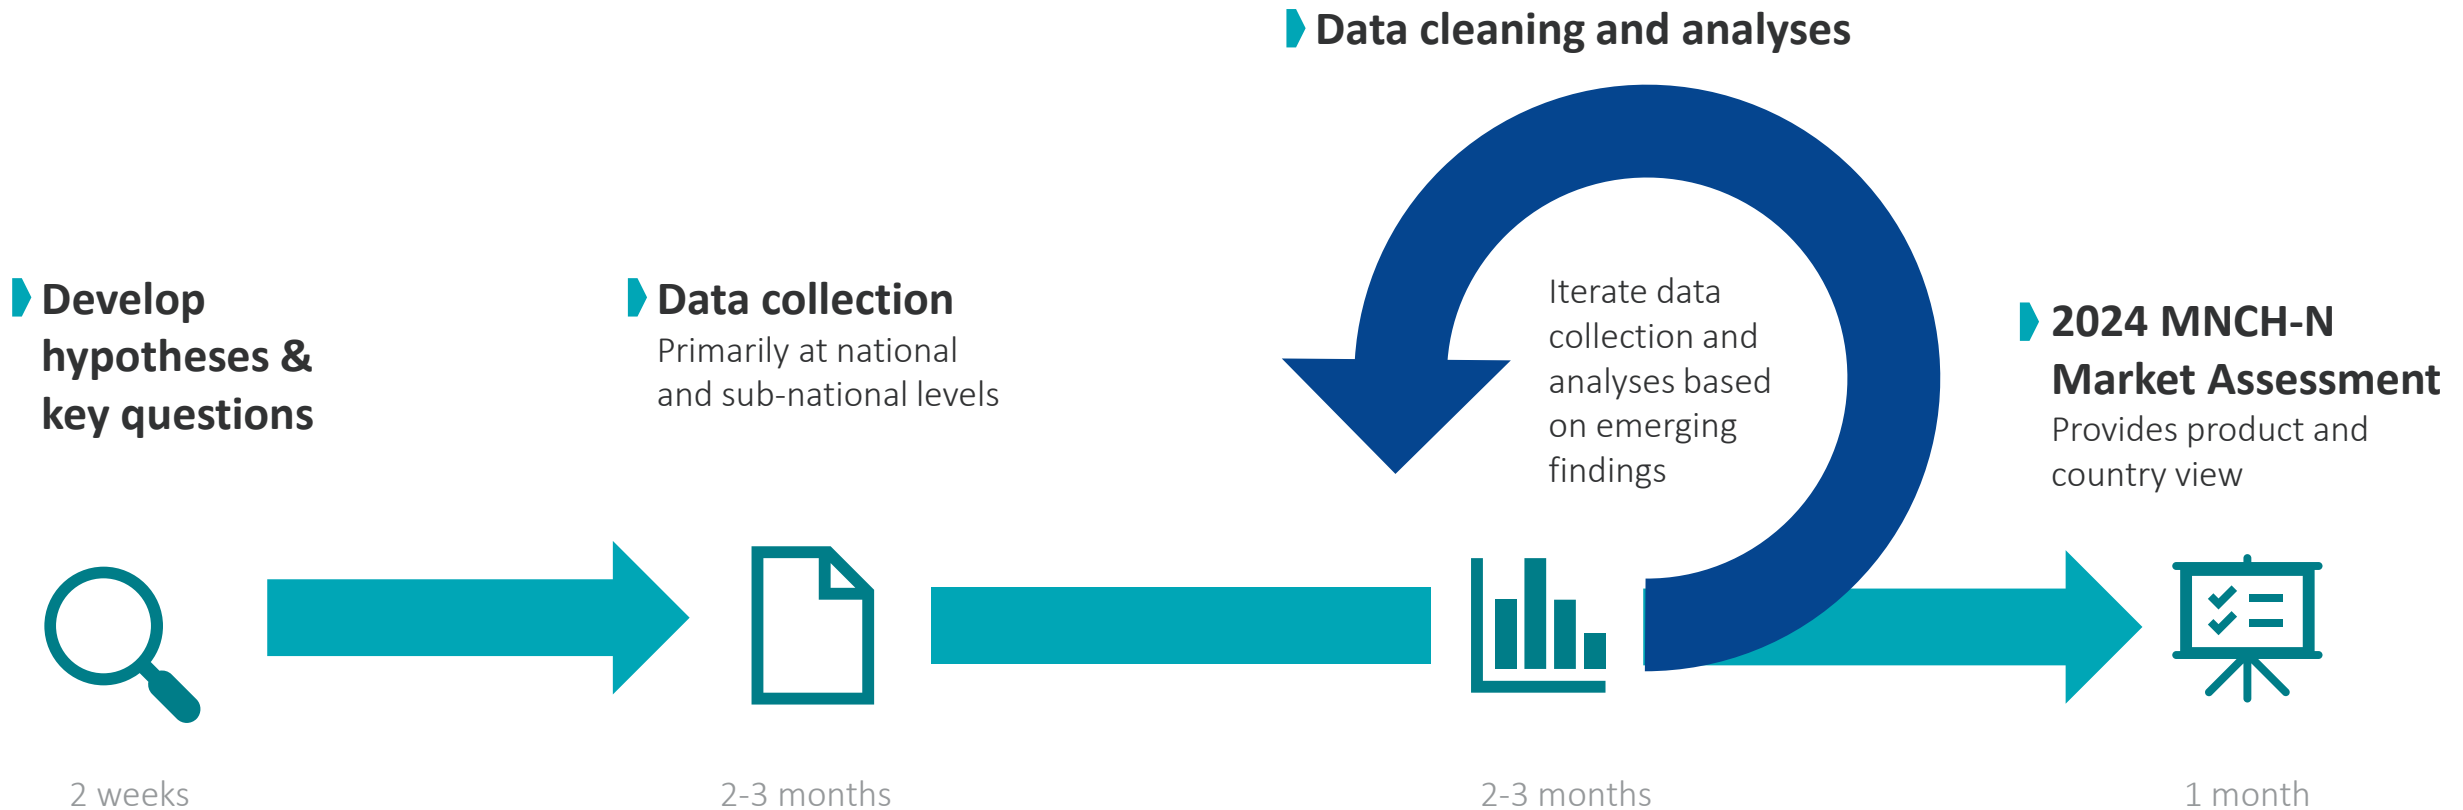 Develop
hypotheses &
key questions
2 weeks
Data collection
Primarily at national
and sub-national levels
2-3 months
Data cleaning and analyses
Iterate data
collection and
analyses based
on emerging
findings
2-3 months
2024 MNCH-N
Market Assessment
Provides product and
country view
1 month